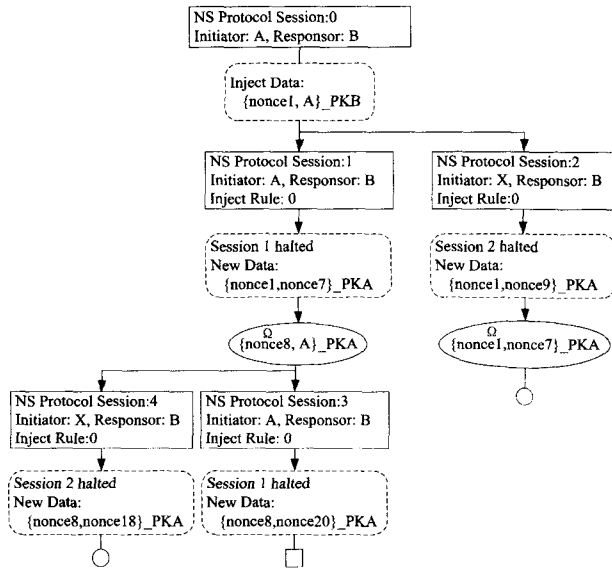 NS Protocol Session:0
Initiator: A, Responsor: B
Inject Data:
{nonce1, A}_PKB
NS Protocol Session:1
Initiator: A, Responsor: B
Inject Rule: 0
NS Protocol Session:2
Initiator: X, Responsor: B
Inject Rule:0
Session 1 halted
New Data:
{nonce1,nonce7}_PKA
Session 2 halted
New Data:
{nonce1,nonce9}_PKA
Ω
{nonce8, A}_PKA
Ω
{nonce1,nonce7}_PKA
NS Protocol Session:4
Initiator: X, Responsor: B
Inject Rule:0
NS Protocol Session:3
Initiator: A, Responsor: B
Inject Rule: 0
Session 2 halted
New Data:
{nonce8,nonce18}_PKA
Session 1 halted
New Data:
{nonce8,nonce20}_PKA